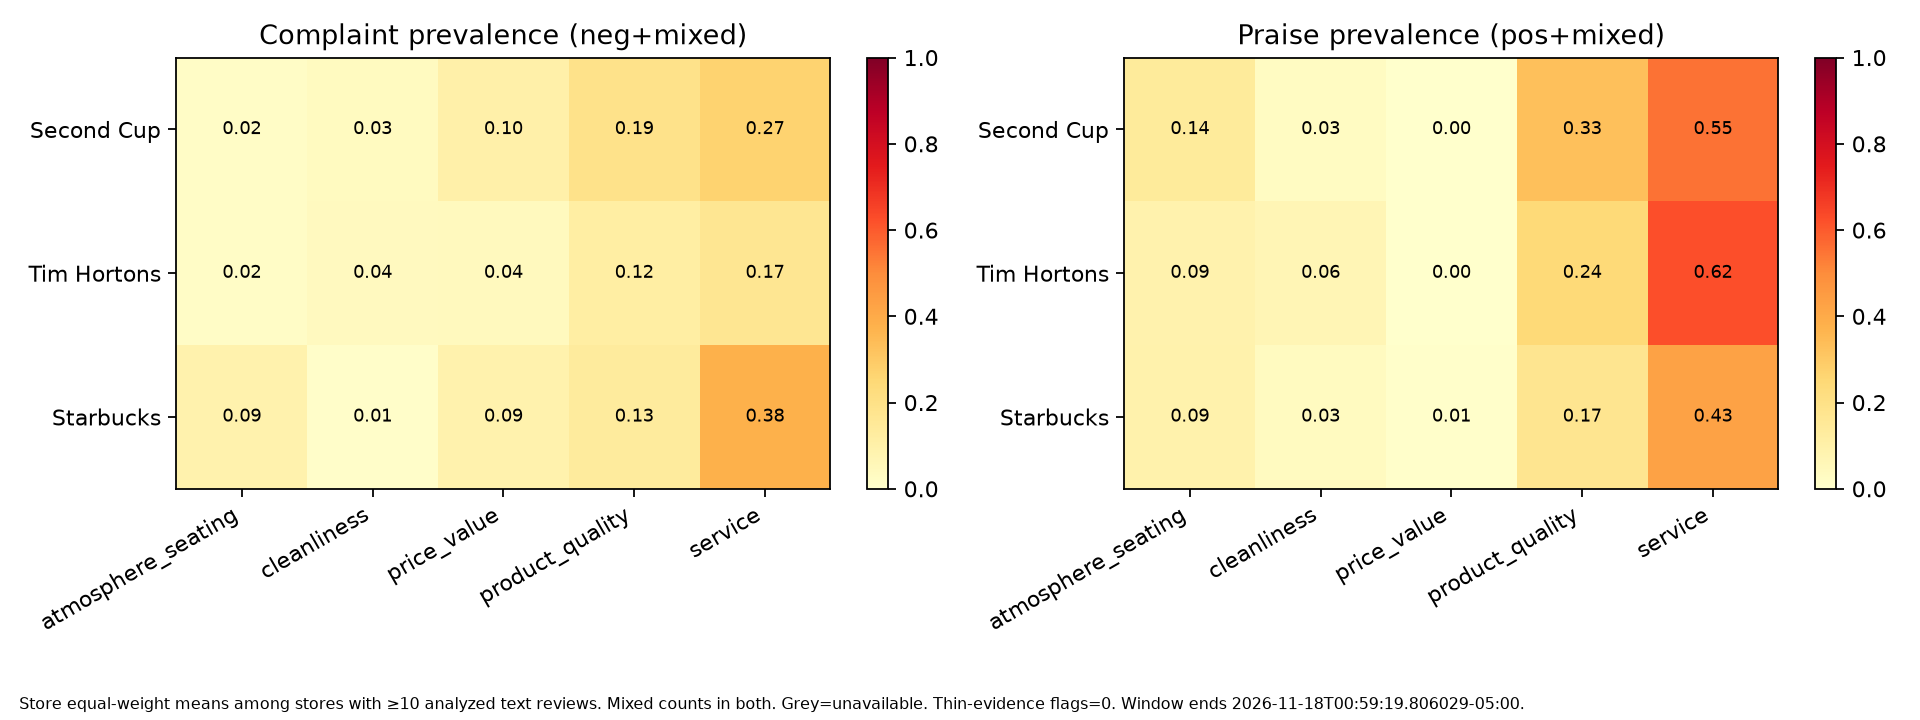 Complaint prevalence (neg+mixed)
Second Cup 0.02 0.03 0.10 0.19 0.27
Tim Hortons 0.02 0.04 0.04 0.12 0.17
Starbucks 0.09 0.01 0.09 0.13 0.38
atmosphere_seating cleanliness price_value product_quality service
1.0
0.8
0.6
0.4
0.2
0.0
Praise prevalence (pos+mixed)
Second Cup 0.14 0.03 0.00 0.33 0.55
Tim Hortons 0.09 0.06 0.00 0.24 0.62
Starbucks 0.09 0.03 0.01 0.17 0.43
atmosphere_seating cleanliness price_value product_quality service
1.0
0.8
0.6
0.4
0.2
0.0
Store equal-weight means among stores with ≥10 analyzed text reviews. Mixed counts in both. Grey=unavailable. Thin-evidence flags=0. Window ends 2026-11-18T00:59:19.806029-05:00.